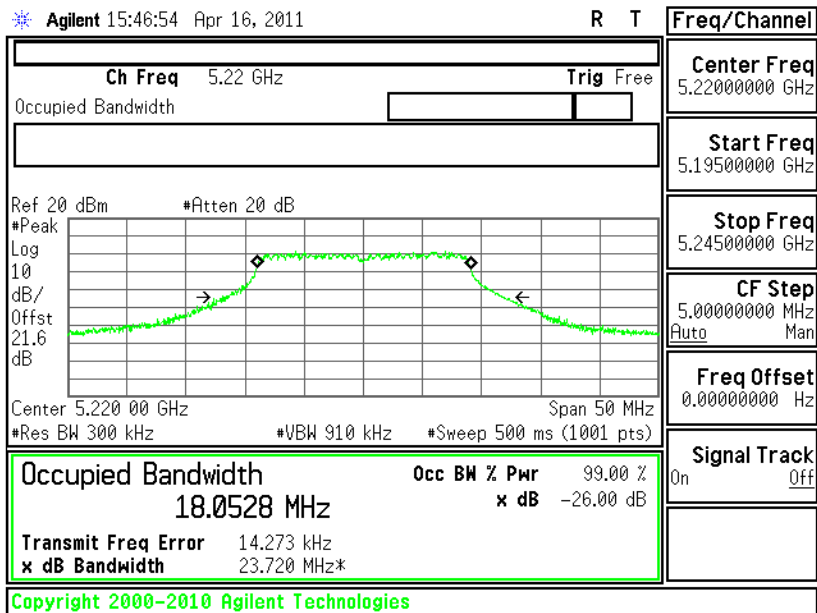 Agilent 15:46:54 Apr 16, 2011 R T
Ch Freq 5.22 GHz Trig Free
Occupied Bandwidth
Ref 20 dBm #Atten 20 dB
#Peak
Log
10
dB/
Offst
21.6
dB
Center 5.220 00 GHz Span 50 MHz
#Res BW 300 kHz #VBW 910 kHz #Sweep 500 ms (1001 pts)
Occupied Bandwidth
18.0528 MHz
Occ BW % Pwr 99.00 %
x dB -26.00 dB
Transmit Freq Error 14.273 kHz
x dB Bandwidth 23.720 MHz*
Copyright 2000-2010 Agilent Technologies
Freq/Channel
Center Freq
5.22000000 GHz
Start Freq
5.19500000 GHz
Stop Freq
5.24500000 GHz
CF Step
5.00000000 MHz
Auto Man
Freq Offset
0.00000000 Hz
Signal Track
On Off